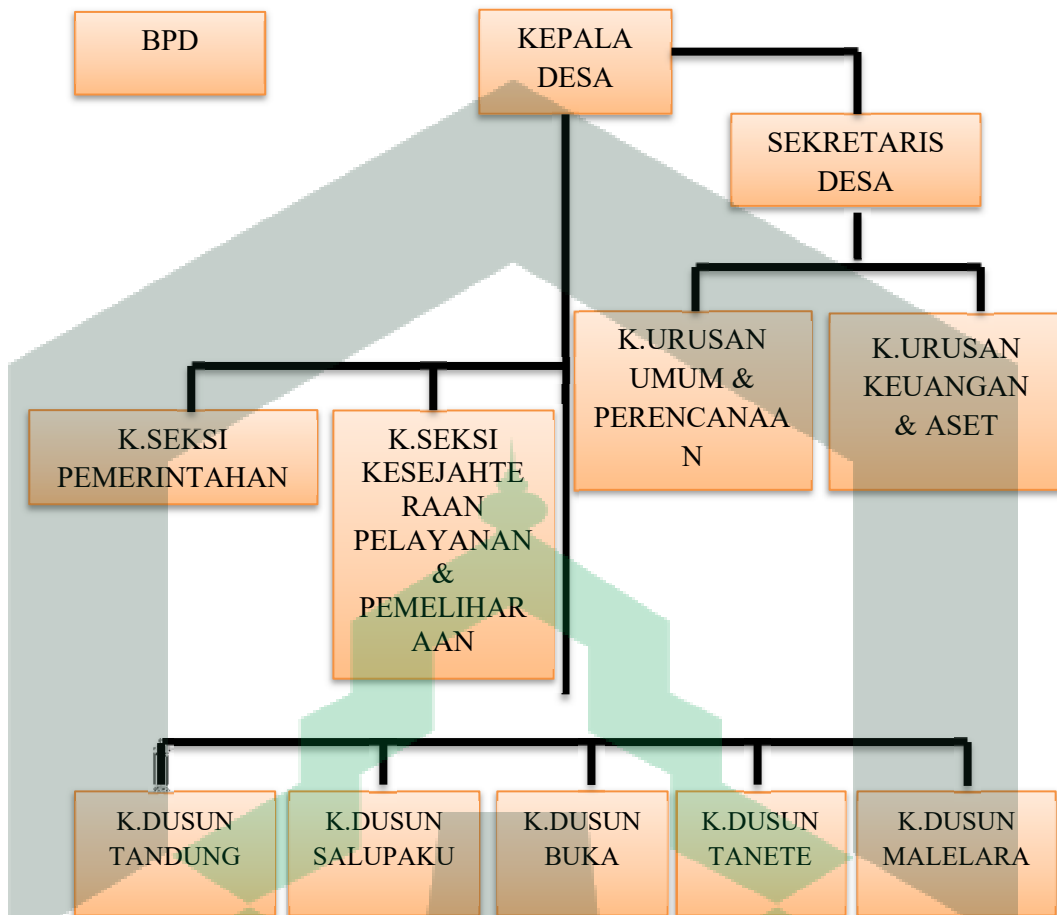 BPD
KEPALA
DESA
SEKRETARIS
DESA
K.URUSAN
UMUM &
PERENCANAA
N
K.URUSAN
KEUANGAN
& ASET
K.SEKSI
PEMERINTAHAN
K.SEKSI
KESEJAHTE
RAAN
PELAYANAN
&
PEMELIHAR
AAN
K.DUSUN
TANDUNG
K.DUSUN
SALUPAKU
K.DUSUN
BUKA
K.DUSUN
TANETE
K.DUSUN
MALELARA